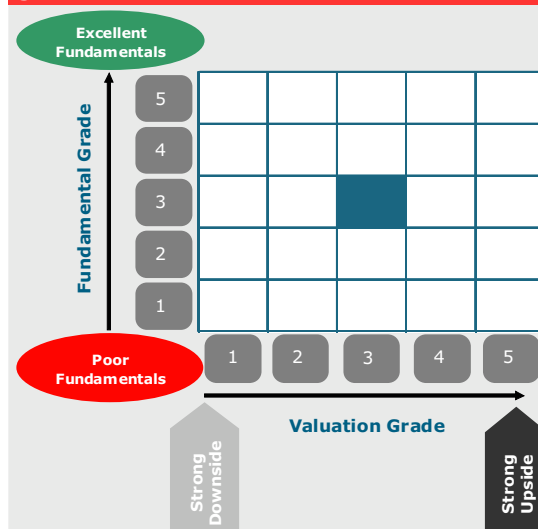 Excellent
Fundamentals
Fundamental Grade
5
4
3
2
1
Poor
Fundamentals
1 2 3 4 5
Valuation Grade
Strong
Downside
Strong
Upside